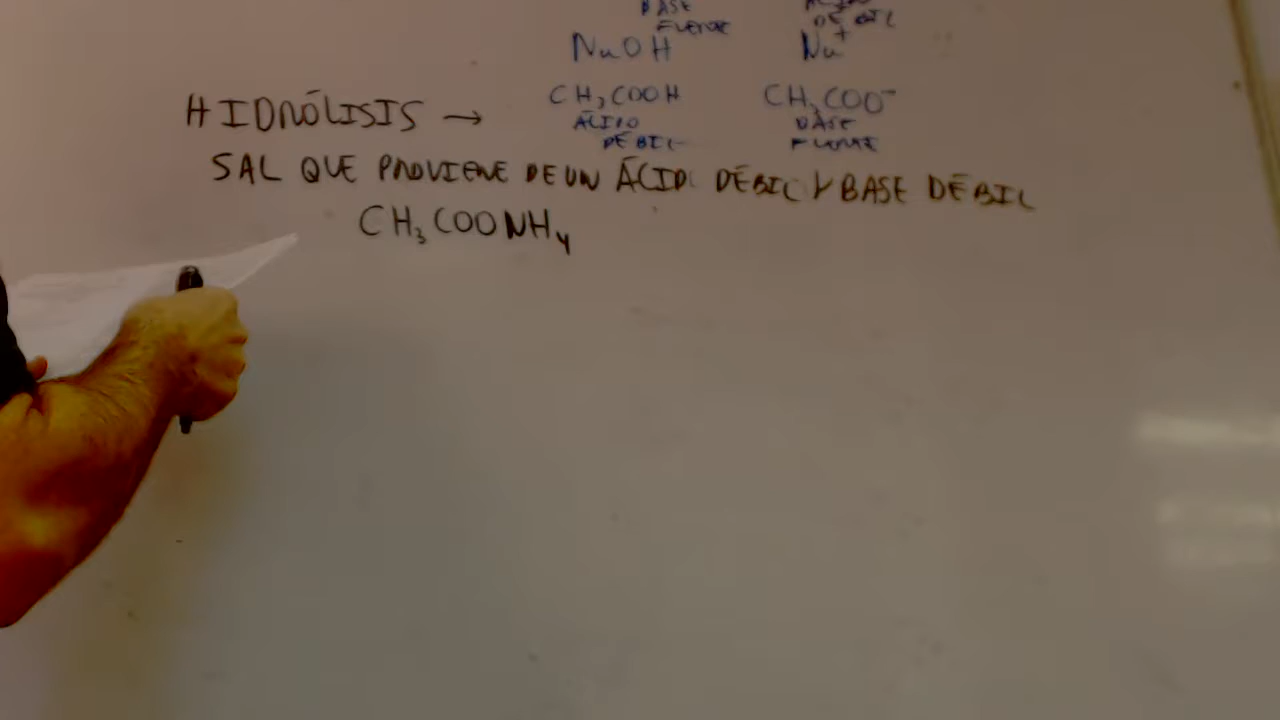 BASE
FUERTE DÉBIL
NaOH Na+
HIDRÓLISIS → CH₃COOH CH₃COO⁻
ÁCIDO BASE
DÉBIL FUERTE
SAL QUE PROVIENE DE UN ÁCIDO DÉBIL Y BASE DÉBIL
CH₃COONH₄